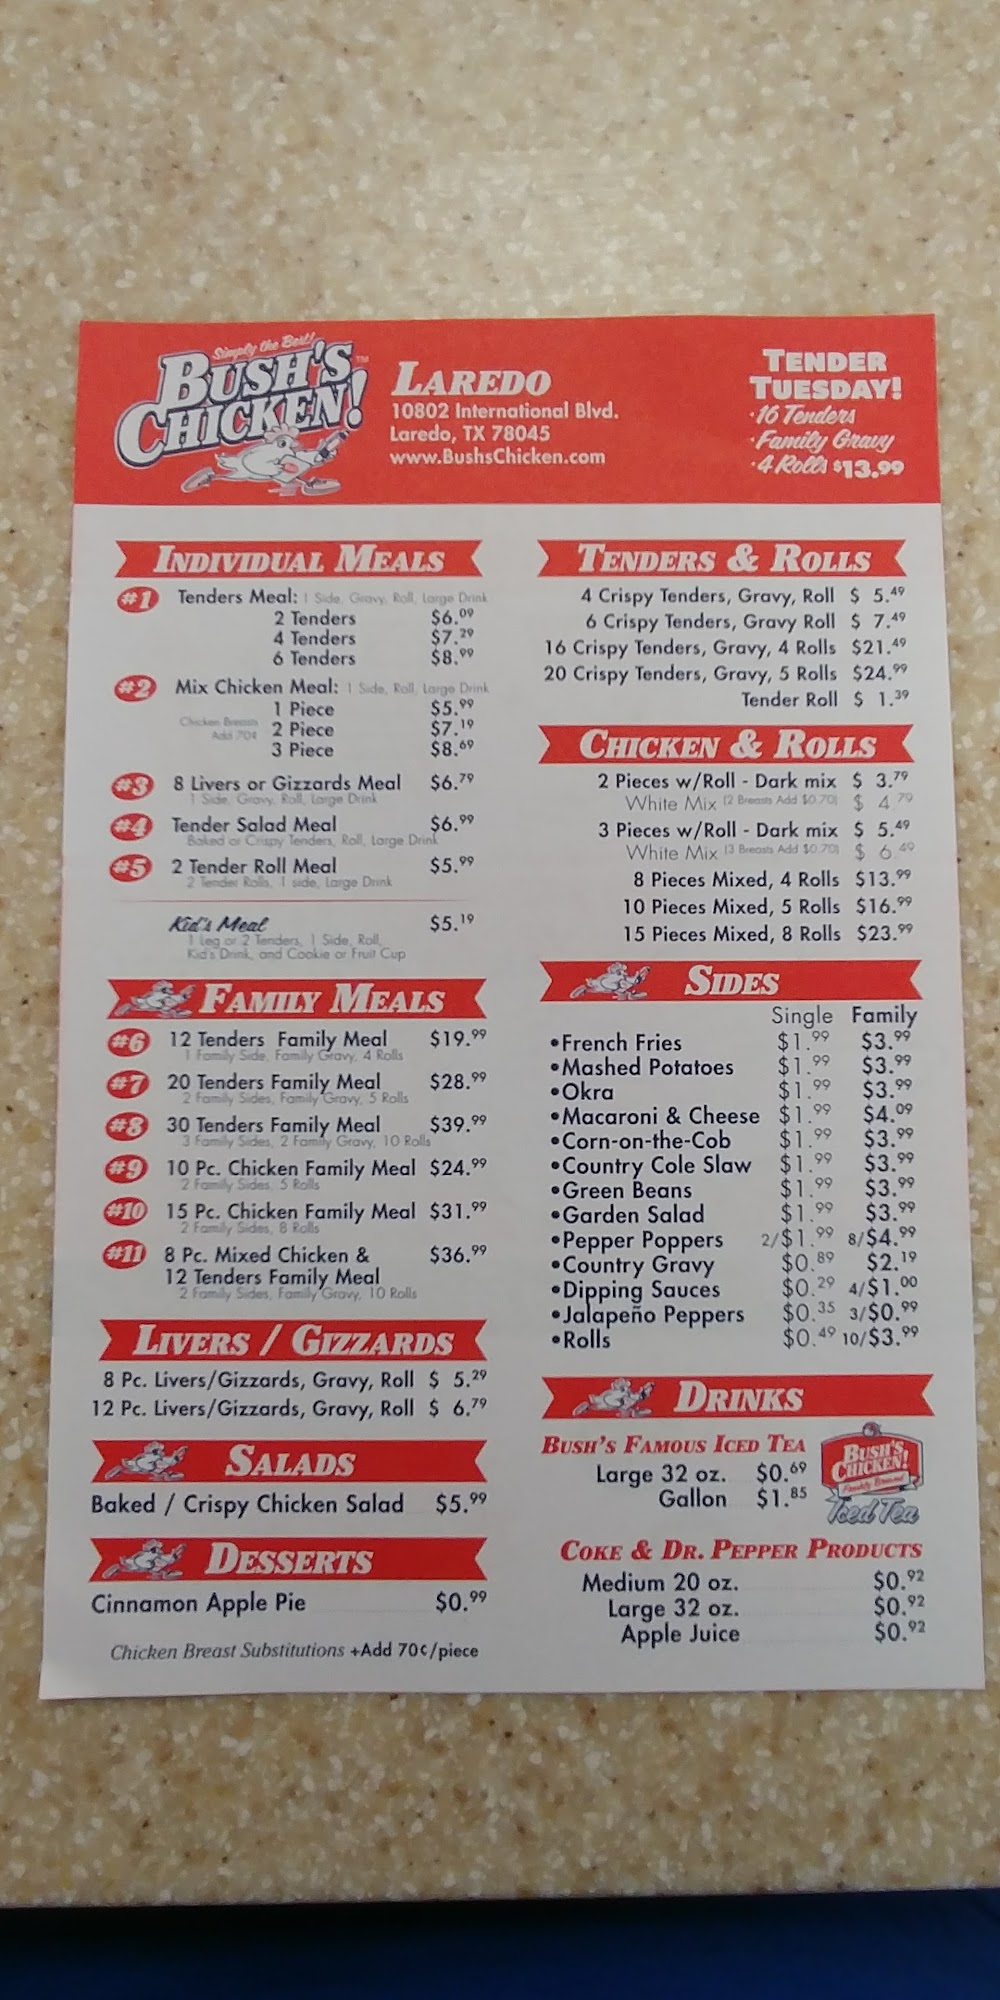 Simply the Best!
BUSH'S CHICKEN!™
LAREDO
10802 International Blvd.
Laredo, TX 78045
www.BushsChicken.com
TENDER
TUESDAY!
·16 Tenders
·Family Gravy
·4 Rolls $13.99
INDIVIDUAL MEALS
#1 Tenders Meal: 1 Side, Gravy, Roll, Large Drink
2 Tenders $6.09
4 Tenders $7.29
6 Tenders $8.99
#2 Mix Chicken Meal: 1 Side, Roll, Large Drink
1 Piece $5.99
Chicken Breasts Add 70¢
2 Piece $7.19
3 Piece $8.69
#3 8 Livers or Gizzards Meal $6.79
1 Side, Gravy, Roll, Large Drink
#4 Tender Salad Meal $6.99
Baked or Crispy Tenders, Roll, Large Drink
#5 2 Tender Roll Meal $5.99
2 Tender Rolls, 1 side, Large Drink
Kid's Meal $5.19
1 Leg or 2 Tenders, 1 Side, Roll,
Kid's Drink, and Cookie or Fruit Cup
FAMILY MEALS
#6 12 Tenders Family Meal $19.99
1 Family Side, Family Gravy, 4 Rolls
#7 20 Tenders Family Meal $28.99
2 Family Sides, Family Gravy, 5 Rolls
#8 30 Tenders Family Meal $39.99
3 Family Sides, 2 Family Gravy, 10 Rolls
#9 10 Pc. Chicken Family Meal $24.99
2 Family Sides, 5 Rolls
#10 15 Pc. Chicken Family Meal $31.99
2 Family Sides, 8 Rolls
#11 8 Pc. Mixed Chicken & $36.99
12 Tenders Family Meal
2 Family Sides, Family Gravy, 10 Rolls
LIVERS / GIZZARDS
8 Pc. Livers/Gizzards, Gravy, Roll $ 5.29
12 Pc. Livers/Gizzards, Gravy, Roll $ 6.79
SALADS
Baked / Crispy Chicken Salad $5.99
DESSERTS
Cinnamon Apple Pie $0.99
Chicken Breast Substitutions +Add 70¢/piece
TENDERS & ROLLS
4 Crispy Tenders, Gravy, Roll $ 5.49
6 Crispy Tenders, Gravy Roll $ 7.49
16 Crispy Tenders, Gravy, 4 Rolls $21.49
20 Crispy Tenders, Gravy, 5 Rolls $24.99
Tender Roll $ 1.39
CHICKEN & ROLLS
2 Pieces w/Roll - Dark mix $ 3.79
White Mix (2 Breasts Add $0.70) $ 4.79
3 Pieces w/Roll - Dark mix $ 5.49
White Mix (3 Breasts Add $0.70) $ 6.49
8 Pieces Mixed, 4 Rolls $13.99
10 Pieces Mixed, 5 Rolls $16.99
15 Pieces Mixed, 8 Rolls $23.99
SIDES
Single Family
•French Fries $1.99 $3.99
•Mashed Potatoes $1.99 $3.99
•Okra $1.99 $3.99
•Macaroni & Cheese $1.99 $4.09
•Corn-on-the-Cob $1.99 $3.99
•Country Cole Slaw $1.99 $3.99
•Green Beans $1.99 $3.99
•Garden Salad $1.99 $3.99
•Pepper Poppers 2/$1.99 8/$4.99
•Country Gravy $0.89 $2.19
•Dipping Sauces $0.29 4/$1.00
•Jalapeño Peppers $0.35 3/$0.99
•Rolls $0.49 10/$3.99
DRINKS
BUSH'S FAMOUS ICED TEA
Large 32 oz. $0.69
Gallon $1.85
BUSH'S CHICKEN!
Freshly Brewed
Iced Tea
COKE & DR. PEPPER PRODUCTS
Medium 20 oz. $0.92
Large 32 oz. $0.92
Apple Juice $0.92